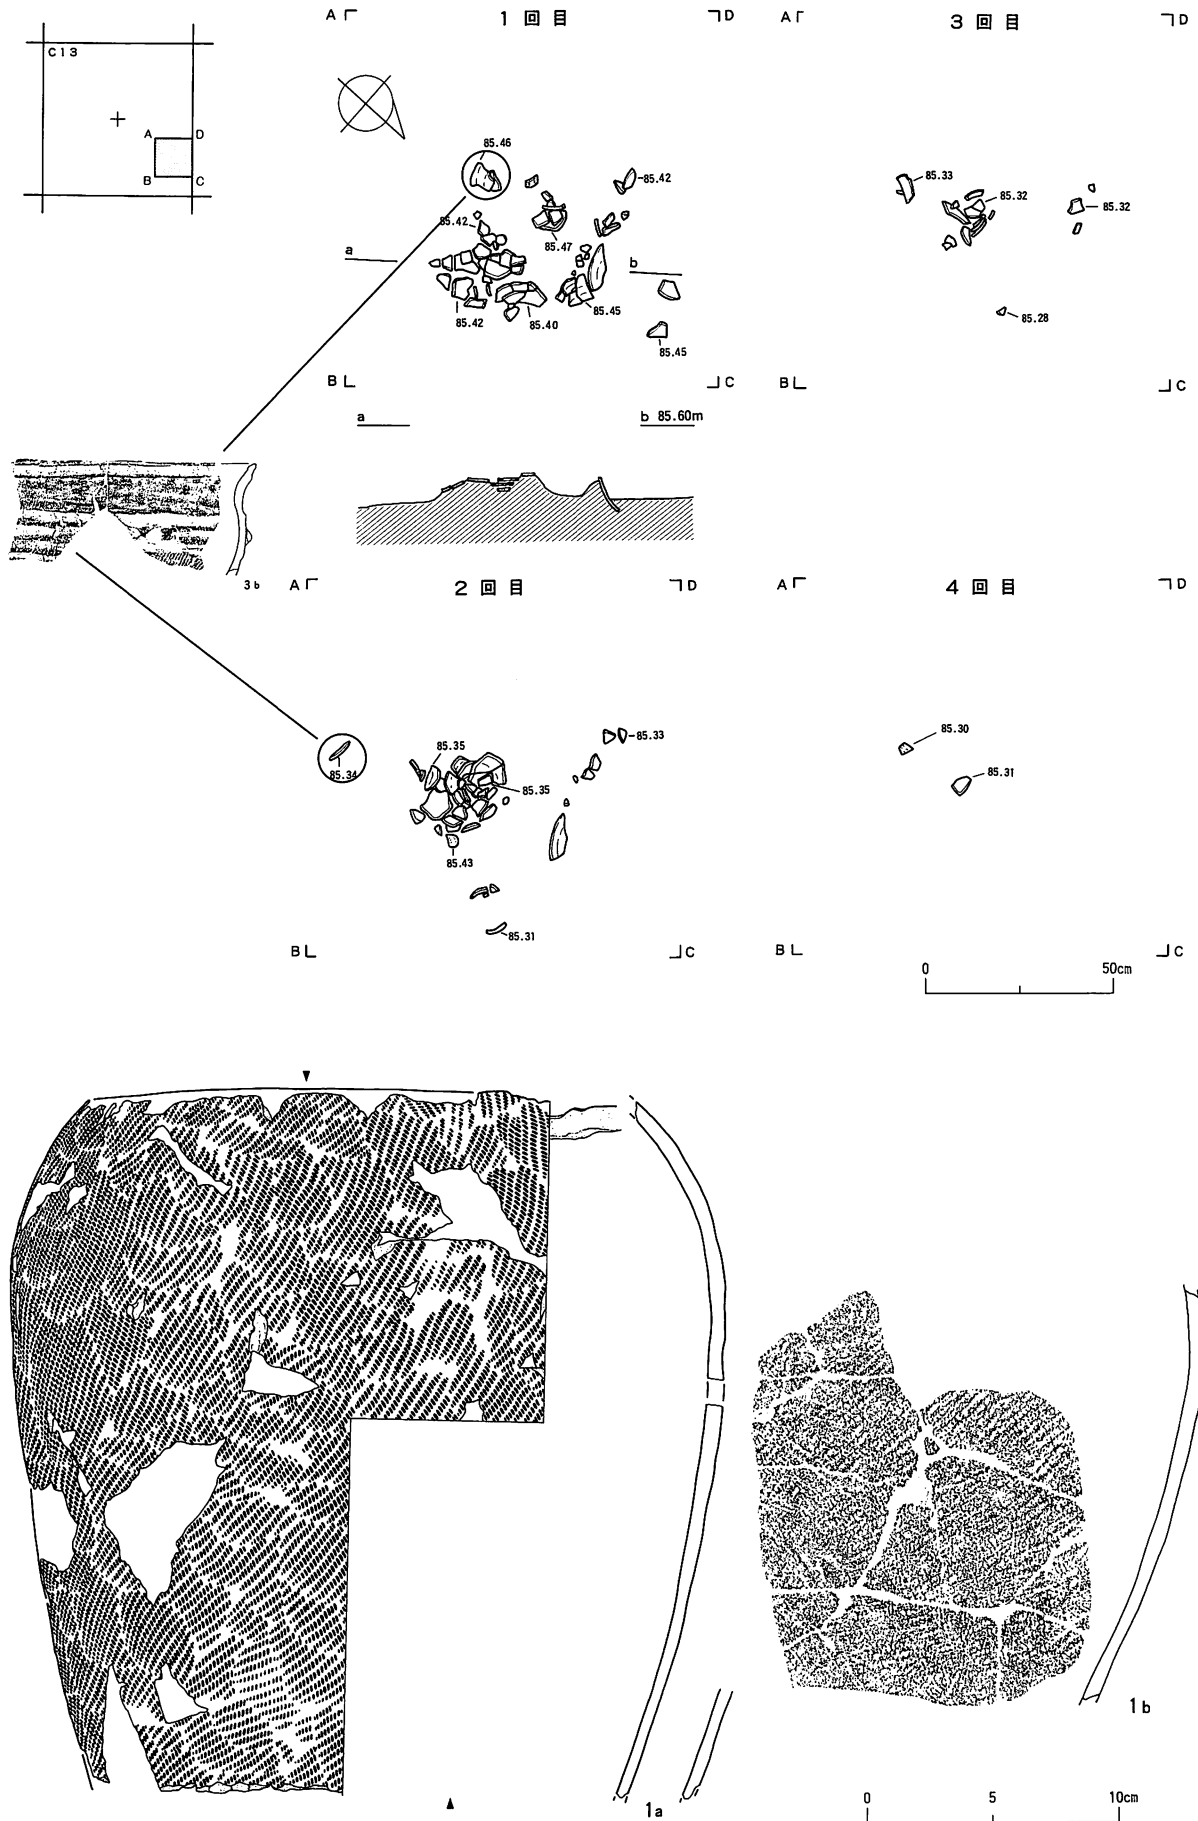 C13
A D
B C
A 1回目 D
85.46
85.42
85.42
85.47
a b
85.42 85.40 85.45
85.45
B C
a b 85.60m
3b
A 3回目 D
85.33
85.32
85.32
85.28
B C
A 2回目 D
85.33
85.35
85.34
85.35
85.43
85.31
B C
A 4回目 D
85.30
85.31
B C
0 50cm
1a
1b
0 5 10cm